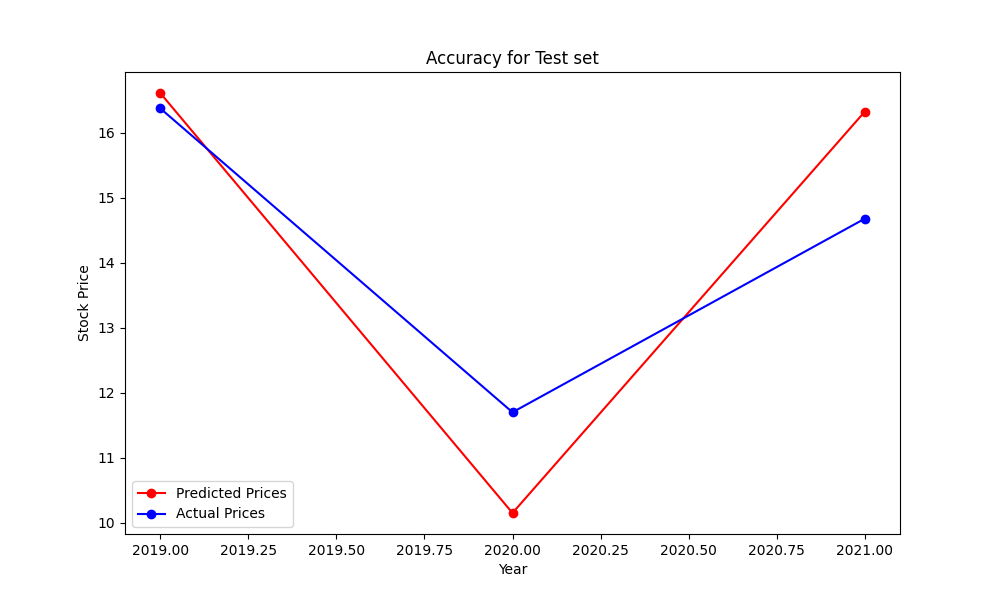 Accuracy for Test set
Stock Price
16
15
14
13
12
11
10
Predicted Prices
Actual Prices
2019.00 2019.25 2019.50 2019.75 2020.00 2020.25 2020.50 2020.75 2021.00
Year